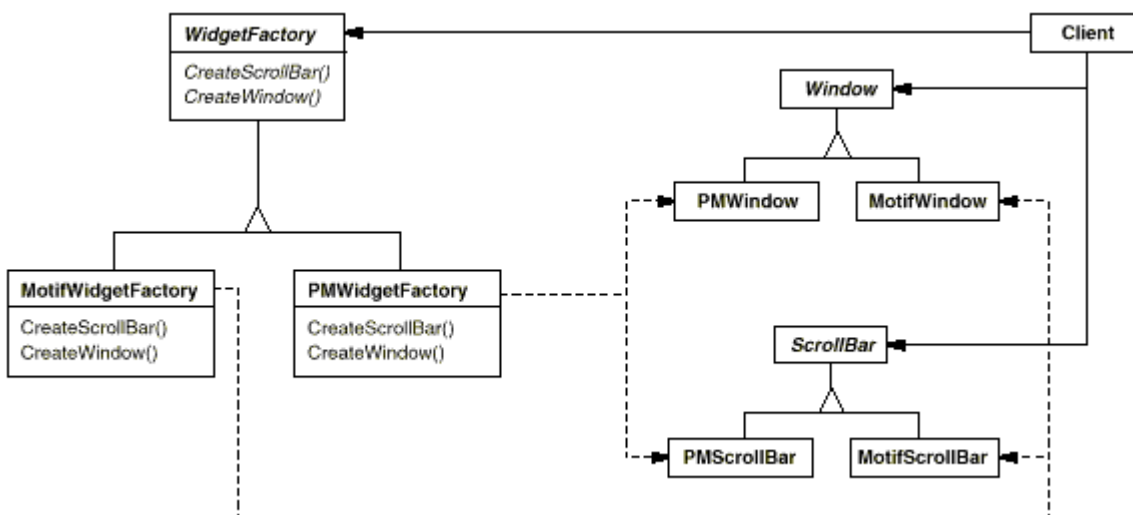 WidgetFactory
CreateScrollBar()
CreateWindow()
Client
Window
PMWindow
MotifWindow
MotifWidgetFactory
CreateScrollBar()
CreateWindow()
PMWidgetFactory
CreateScrollBar()
CreateWindow()
ScrollBar
PMScrollBar
MotifScrollBar